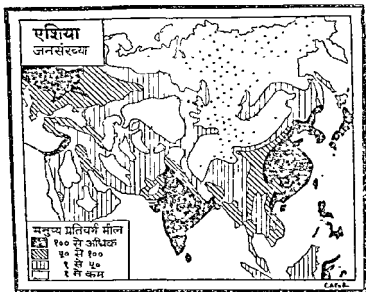 एशिया
जनसंख्या
मनुष्य प्रतिवर्ग मील
१०० से अधिक
५० से १००
१ से ५०
१ से कम